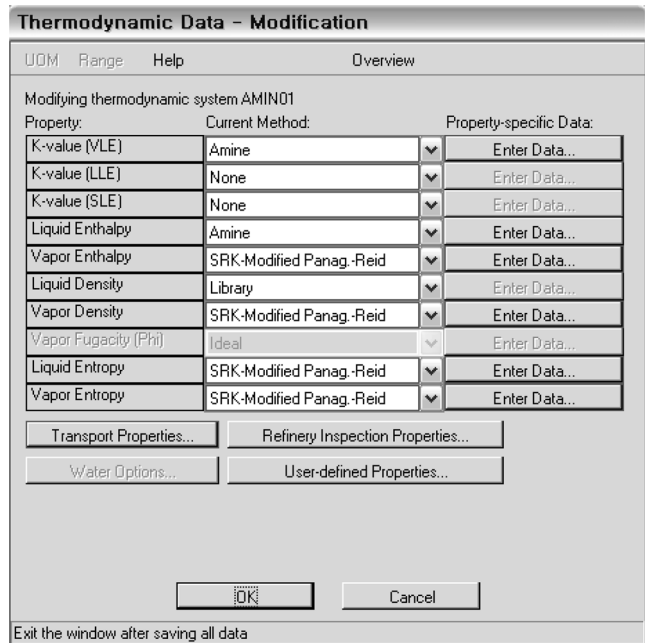 Thermodynamic Data - Modification
UOM Range Help Overview
Modifying thermodynamic system AMIN01
Property: Current Method: Property-specific Data:
K-value (VLE) Amine Enter Data...
K-value (LLE) None Enter Data...
K-value (SLE) None Enter Data...
Liquid Enthalpy Amine Enter Data...
Vapor Enthalpy SRK-Modified Panag.-Reid Enter Data...
Liquid Density Library Enter Data...
Vapor Density SRK-Modified Panag.-Reid Enter Data...
Vapor Fugacity (Phi) Ideal Enter Data...
Liquid Entropy SRK-Modified Panag.-Reid Enter Data...
Vapor Entropy SRK-Modified Panag.-Reid Enter Data...
Transport Properties... Refinery Inspection Properties...
Water Options... User-defined Properties...
OK Cancel
Exit the window after saving all data